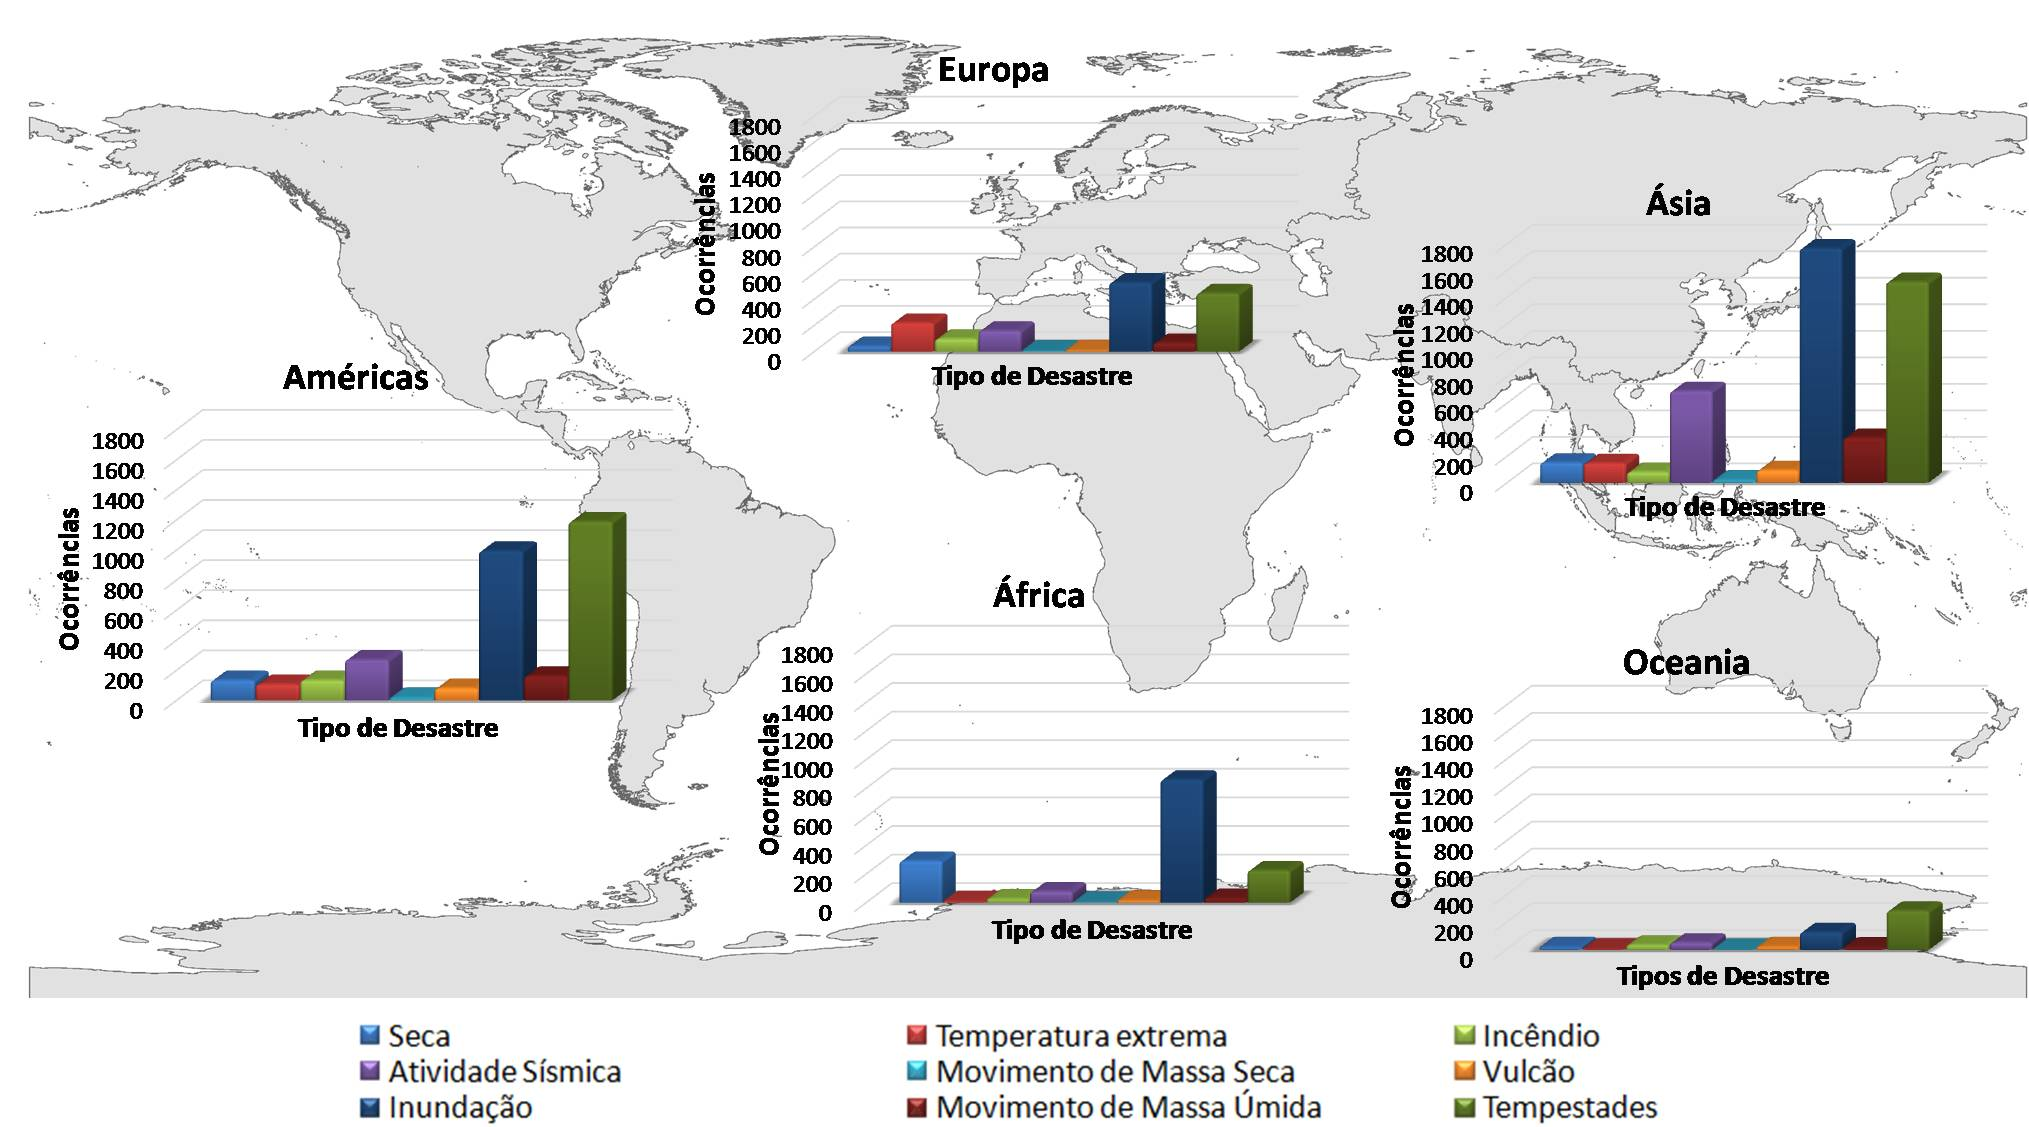 Europa
1800
1600
1400
1200
1000
800
600
400
200
0
Ocorrências
Tipo de Desastre
Ásia
1800
1600
1400
1200
1000
800
600
400
200
0
Ocorrências
Tipo de Desastre
Américas
1800
1600
1400
1200
1000
800
600
400
200
0
Ocorrências
Tipo de Desastre
África
1800
1600
1400
1200
1000
800
600
400
200
0
Ocorrências
Tipo de Desastre
Oceania
1800
1600
1400
1200
1000
800
600
400
200
0
Ocorrências
Tipos de Desastre
Seca Temperatura extrema Incêndio
Atividade Sísmica Movimento de Massa Seca Vulcão
Inundação Movimento de Massa Úmida Tempestades